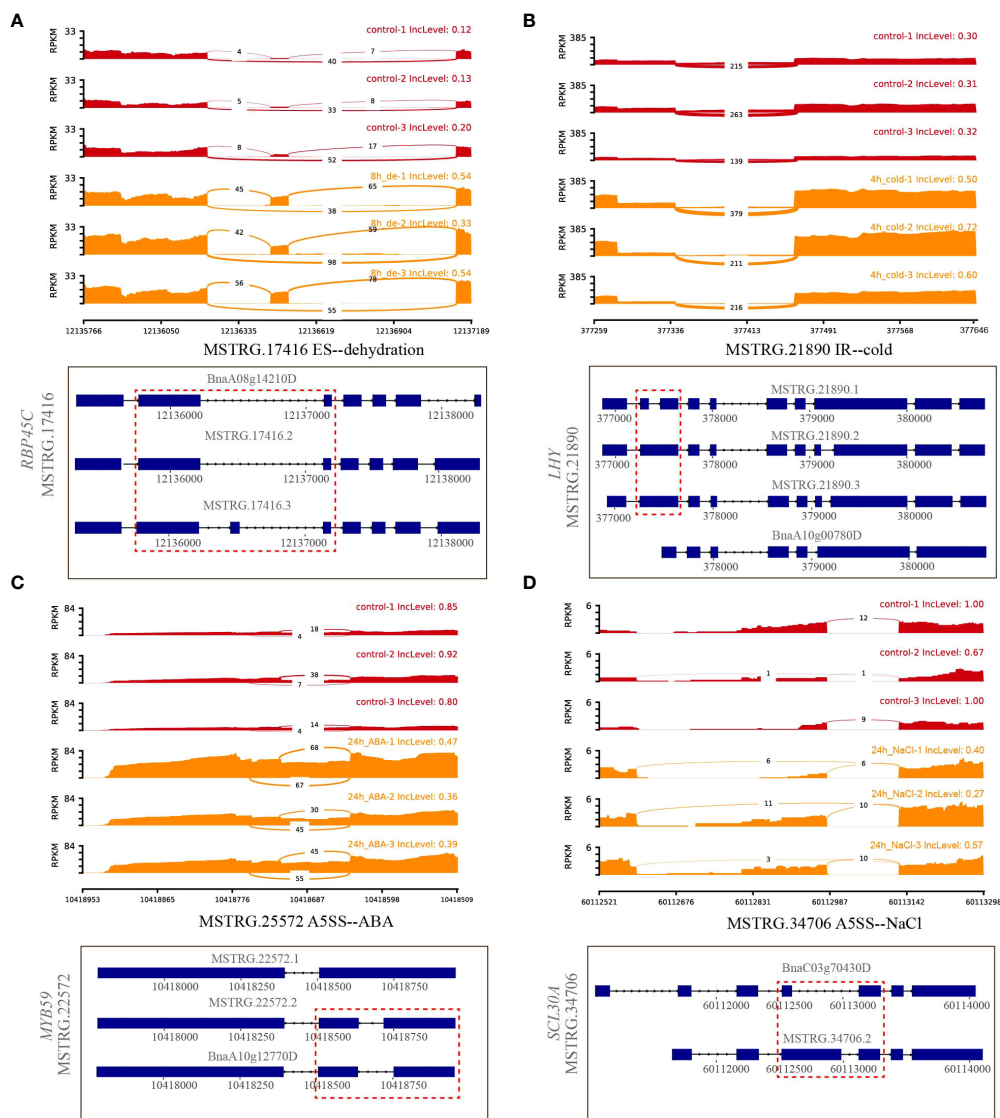 A
33
RPKM
control-1 IncLevel: 0.12
4
7
40
33
RPKM
control-2 IncLevel: 0.13
5
8
33
33
RPKM
control-3 IncLevel: 0.20
8
17
52
33
RPKM
8h_de-1 IncLevel: 0.54
45
65
38
33
RPKM
8h_de-2 IncLevel: 0.33
42
59
98
33
RPKM
8h_de-3 IncLevel: 0.54
56
78
55
12135766 12136050 12136335 12136619 12136904 12137189
MSTRG.17416 ES--dehydration
RBP45C
MSTRG.17416
BnaA08g14210D
12136000 12137000 12138000
MSTRG.17416.2
12136000 12137000 12138000
MSTRG.17416.3
12136000 12137000 12138000
B
385
RPKM
control-1 IncLevel: 0.30
215
385
RPKM
control-2 IncLevel: 0.31
263
385
RPKM
control-3 IncLevel: 0.32
139
385
RPKM
4h_cold-1 IncLevel: 0.50
379
385
RPKM
4h_cold-2 IncLevel: 0.72
211
385
RPKM
4h_cold-3 IncLevel: 0.60
216
377259 377336 377413 377491 377568 377646
MSTRG.21890 IR--cold
LHY
MSTRG.21890
MSTRG.21890.1
377000 378000 379000 380000
MSTRG.21890.2
377000 378000 379000 380000
MSTRG.21890.3
377000 378000 379000 380000
BnaA10g00780D
378000 379000 380000
C
84
RPKM
control-1 IncLevel: 0.85
18
4
84
RPKM
control-2 IncLevel: 0.92
38
7
84
RPKM
control-3 IncLevel: 0.80
14
4
84
RPKM
24h_ABA-1 IncLevel: 0.47
68
67
84
RPKM
24h_ABA-2 IncLevel: 0.36
30
45
84
RPKM
24h_ABA-3 IncLevel: 0.39
45
55
10418953 10418865 10418776 10418687 10418598 10418509
MSTRG.25572 A5SS--ABA
MYB59
MSTRG.22572
MSTRG.22572.1
10418000 10418250 10418500 10418750
MSTRG.22572.2
10418000 10418250 10418500 10418750
BnaA10g12770D
10418000 10418250 10418500 10418750
D
6
RPKM
control-1 IncLevel: 1.00
12
6
RPKM
control-2 IncLevel: 0.67
1
1
6
RPKM
control-3 IncLevel: 1.00
9
6
RPKM
24h_NaCl-1 IncLevel: 0.40
6
6
6
RPKM
24h_NaCl-2 IncLevel: 0.27
11
10
6
RPKM
24h_NaCl-3 IncLevel: 0.57
3
10
60112521 60112676 60112831 60112987 60113142 60113298
MSTRG.34706 A5SS--NaCl
SCL30A
MSTRG.34706
BnaC03g70430D
60112000 60112500 60113000 60114000
MSTRG.34706.2
60112000 60112500 60113000 60114000